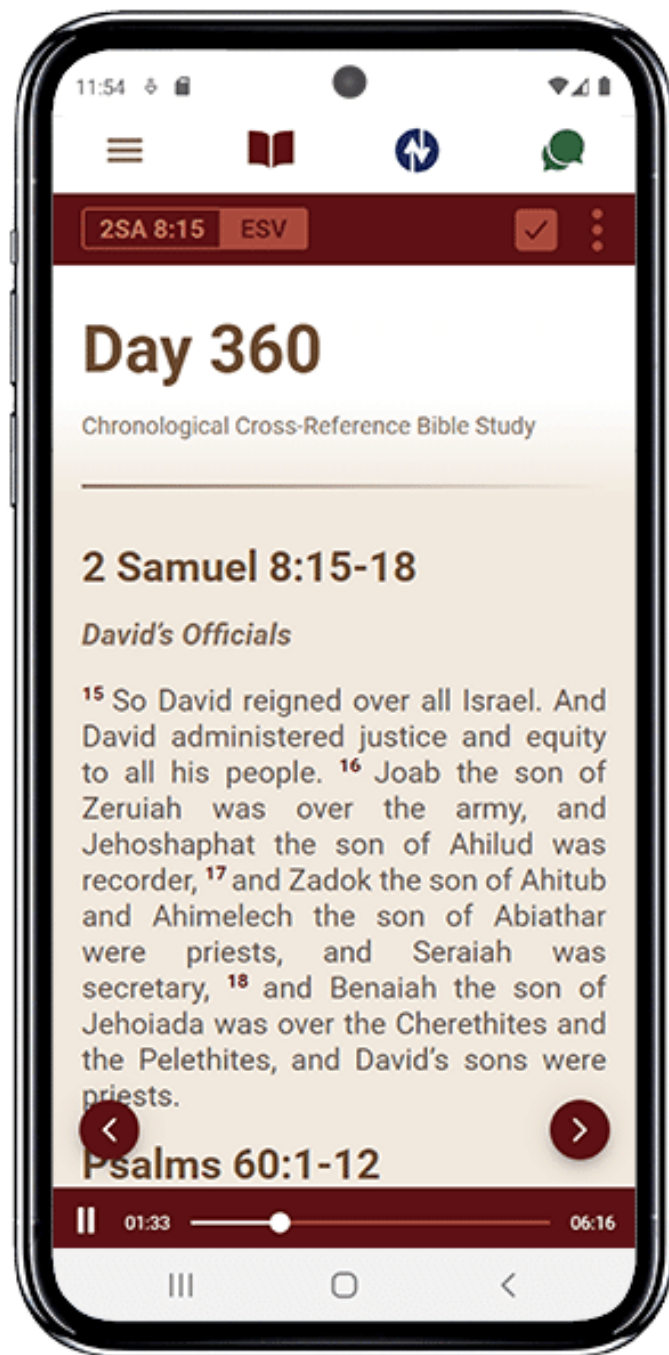 11:54
2SA 8:15 ESV
Day 360
Chronological Cross-Reference Bible Study
2 Samuel 8:15-18
David's Officials
15 So David reigned over all Israel. And
David administered justice and equity
to all his people. 16 Joab the son of
Zeruiah was over the army, and
Jehoshaphat the son of Ahilud was
recorder, 17 and Zadok the son of Ahitub
and Ahimelech the son of Abiathar
were priests, and Seraiah was
secretary, 18 and Benaiah the son of
Jehoiada was over the Cherethites and
the Pelethites, and David's sons were
priests.
Psalms 60:1-12
01:33 06:16